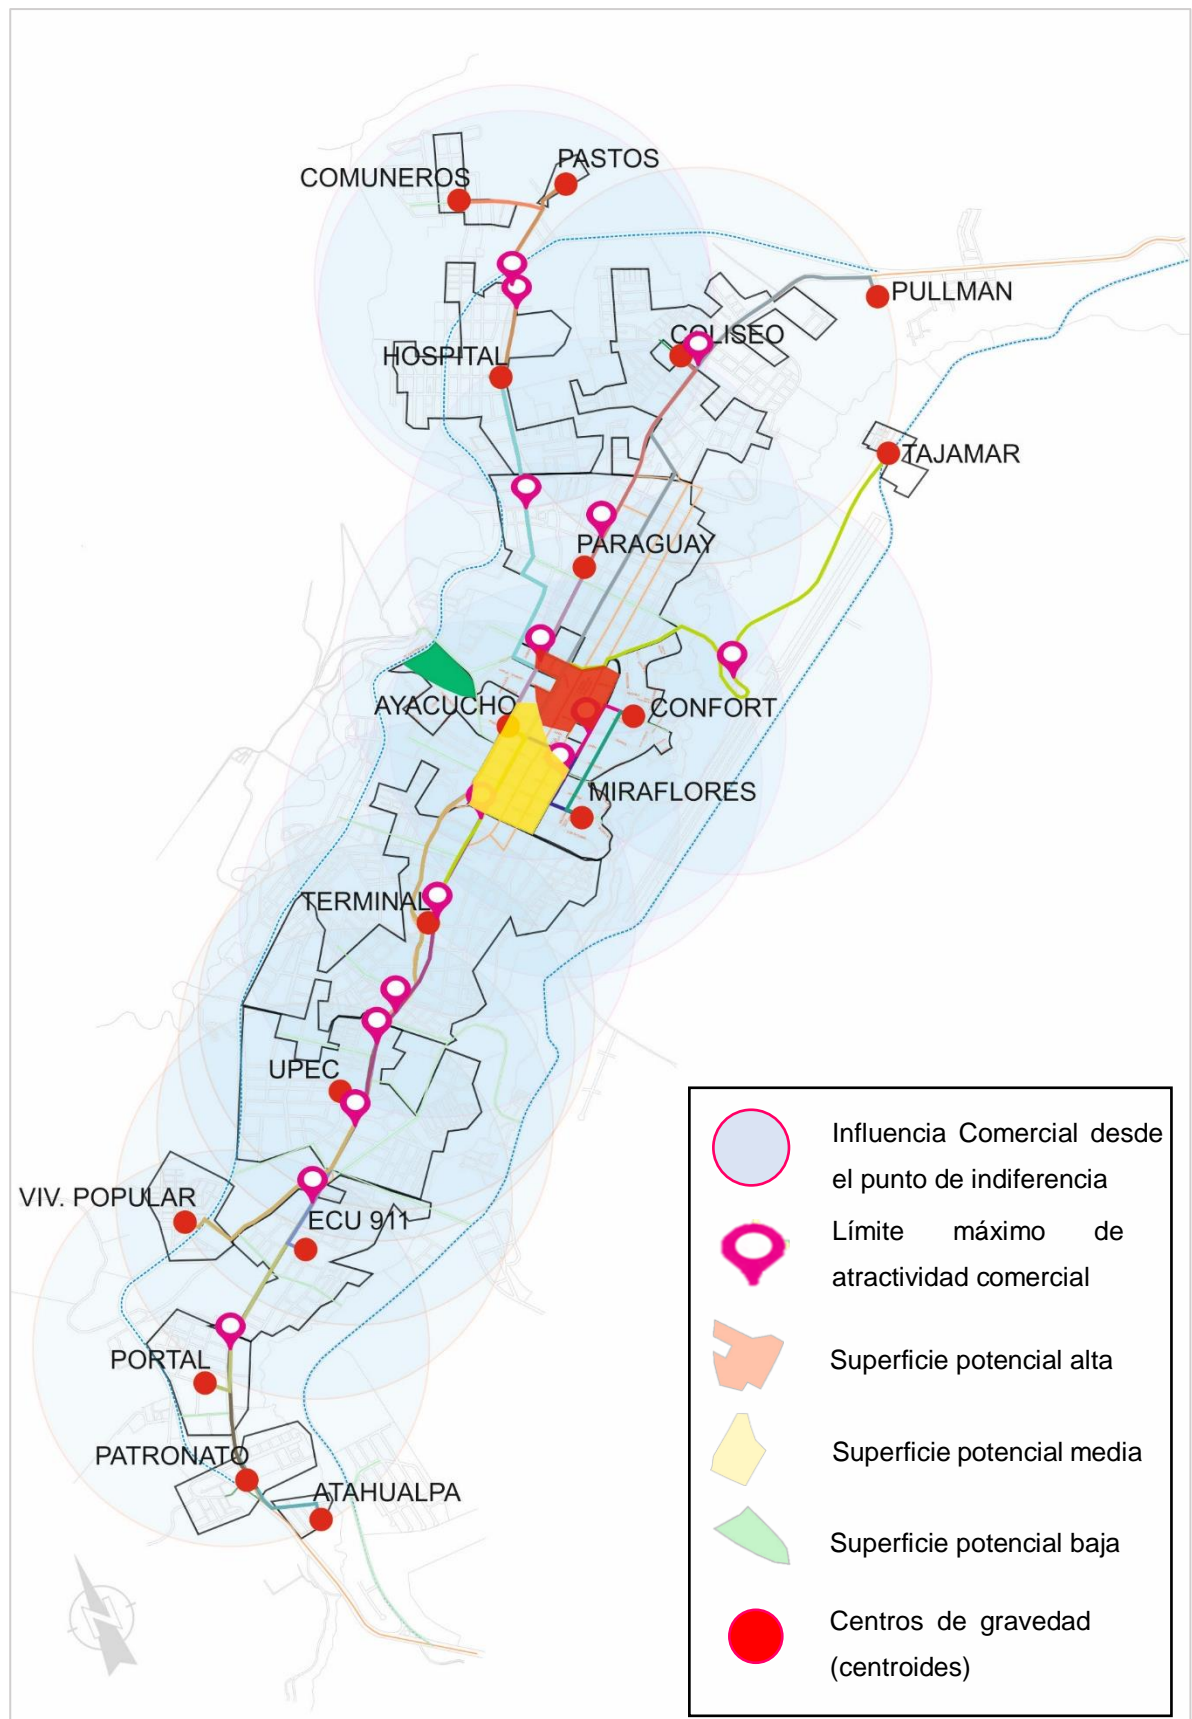 PASTOS
COMUNEROS
PULLMAN
COLISEO
HOSPITAL
TAJAMAR
PARAGUAY
AYACUCHO
CONFORT
MIRAFLORES
TERMINAL
UPEC
VIV. POPULAR
ECU 911
PORTAL
PATRONATO
ATAHUALPA
Influencia Comercial desde
el punto de indiferencia
Límite máximo de
atractividad comercial
Superficie potencial alta
Superficie potencial media
Superficie potencial baja
Centros de gravedad
(centroides)